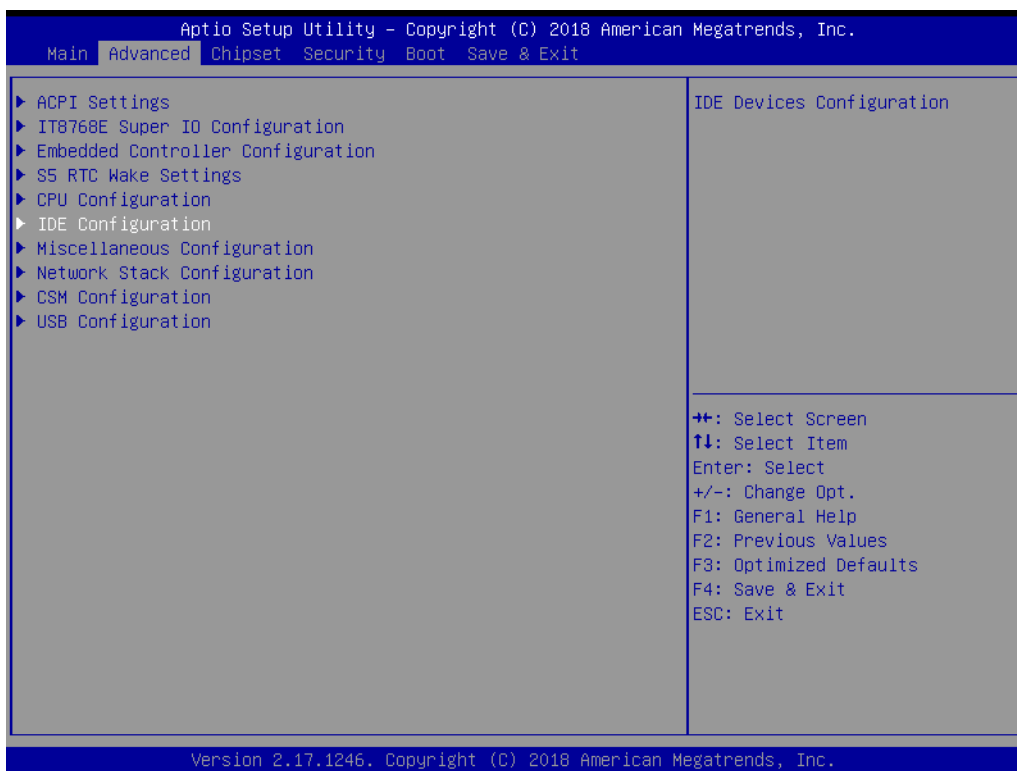 Aptio Setup Utility – Copyright (C) 2018 American Megatrends, Inc.
Main Advanced Chipset Security Boot Save & Exit
ACPI Settings
IT8768E Super IO Configuration
Embedded Controller Configuration
S5 RTC Wake Settings
CPU Configuration
IDE Configuration
Miscellaneous Configuration
Network Stack Configuration
CSM Configuration
USB Configuration
IDE Devices Configuration
→←: Select Screen
↑↓: Select Item
Enter: Select
+/-: Change Opt.
F1: General Help
F2: Previous Values
F3: Optimized Defaults
F4: Save & Exit
ESC: Exit
Version 2.17.1246. Copyright (C) 2018 American Megatrends, Inc.